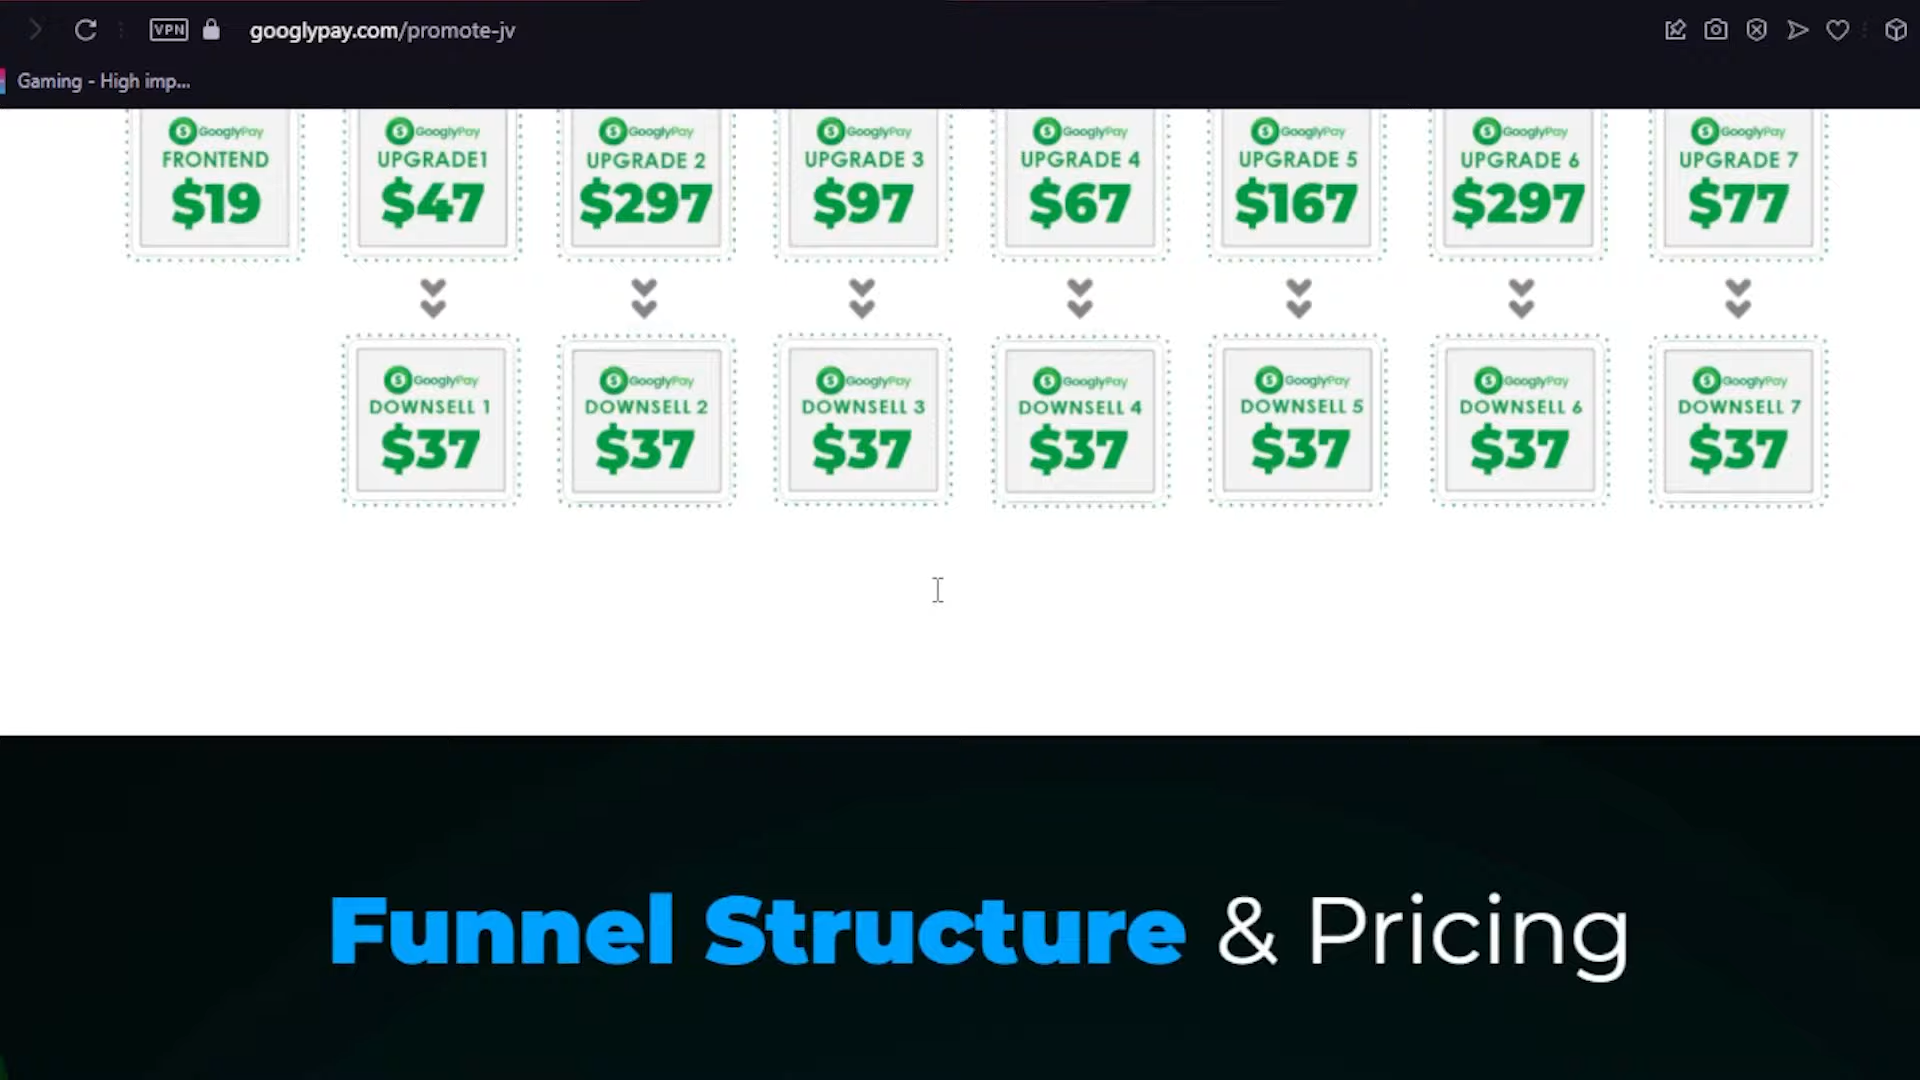 VPN
googlypay.com/promote-jv
Gaming - High imp...
GooglyPay
FRONTEND
$19
GooglyPay
UPGRADE1
$47
GooglyPay
UPGRADE 2
$297
GooglyPay
UPGRADE 3
$97
GooglyPay
UPGRADE 4
$67
GooglyPay
UPGRADE 5
$167
GooglyPay
UPGRADE 6
$297
GooglyPay
UPGRADE 7
$77
GooglyPay
DOWNSELL 1
$37
GooglyPay
DOWNSELL 2
$37
GooglyPay
DOWNSELL 3
$37
GooglyPay
DOWNSELL 4
$37
GooglyPay
DOWNSELL 5
$37
GooglyPay
DOWNSELL 6
$37
GooglyPay
DOWNSELL 7
$37
Funnel Structure & Pricing